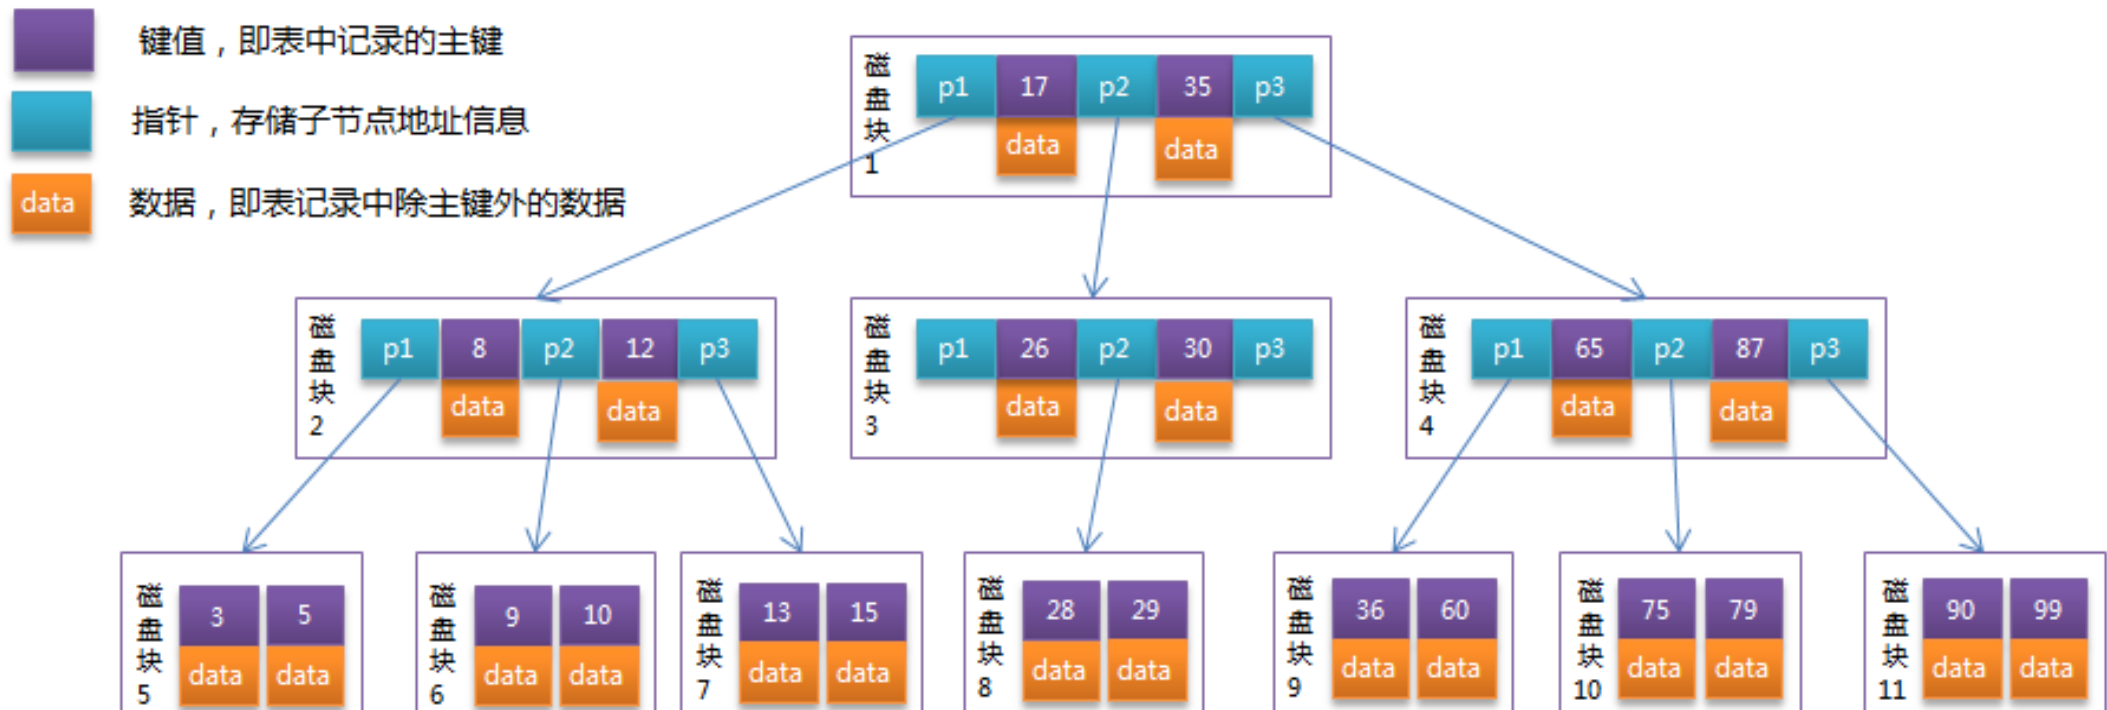 键值，即表中记录的主键
指针，存储子节点地址信息
data 数据，即表记录中除主键外的数据
磁盘块1
p1 17 p2 35 p3
data data
磁盘块2
p1 8 p2 12 p3
data data
磁盘块3
p1 26 p2 30 p3
data data
磁盘块4
p1 65 p2 87 p3
data data
磁盘块5
3 5
data data
磁盘块6
9 10
data data
磁盘块7
13 15
data data
磁盘块8
28 29
data data
磁盘块9
36 60
data data
磁盘块10
75 79
data data
磁盘块11
90 99
data data